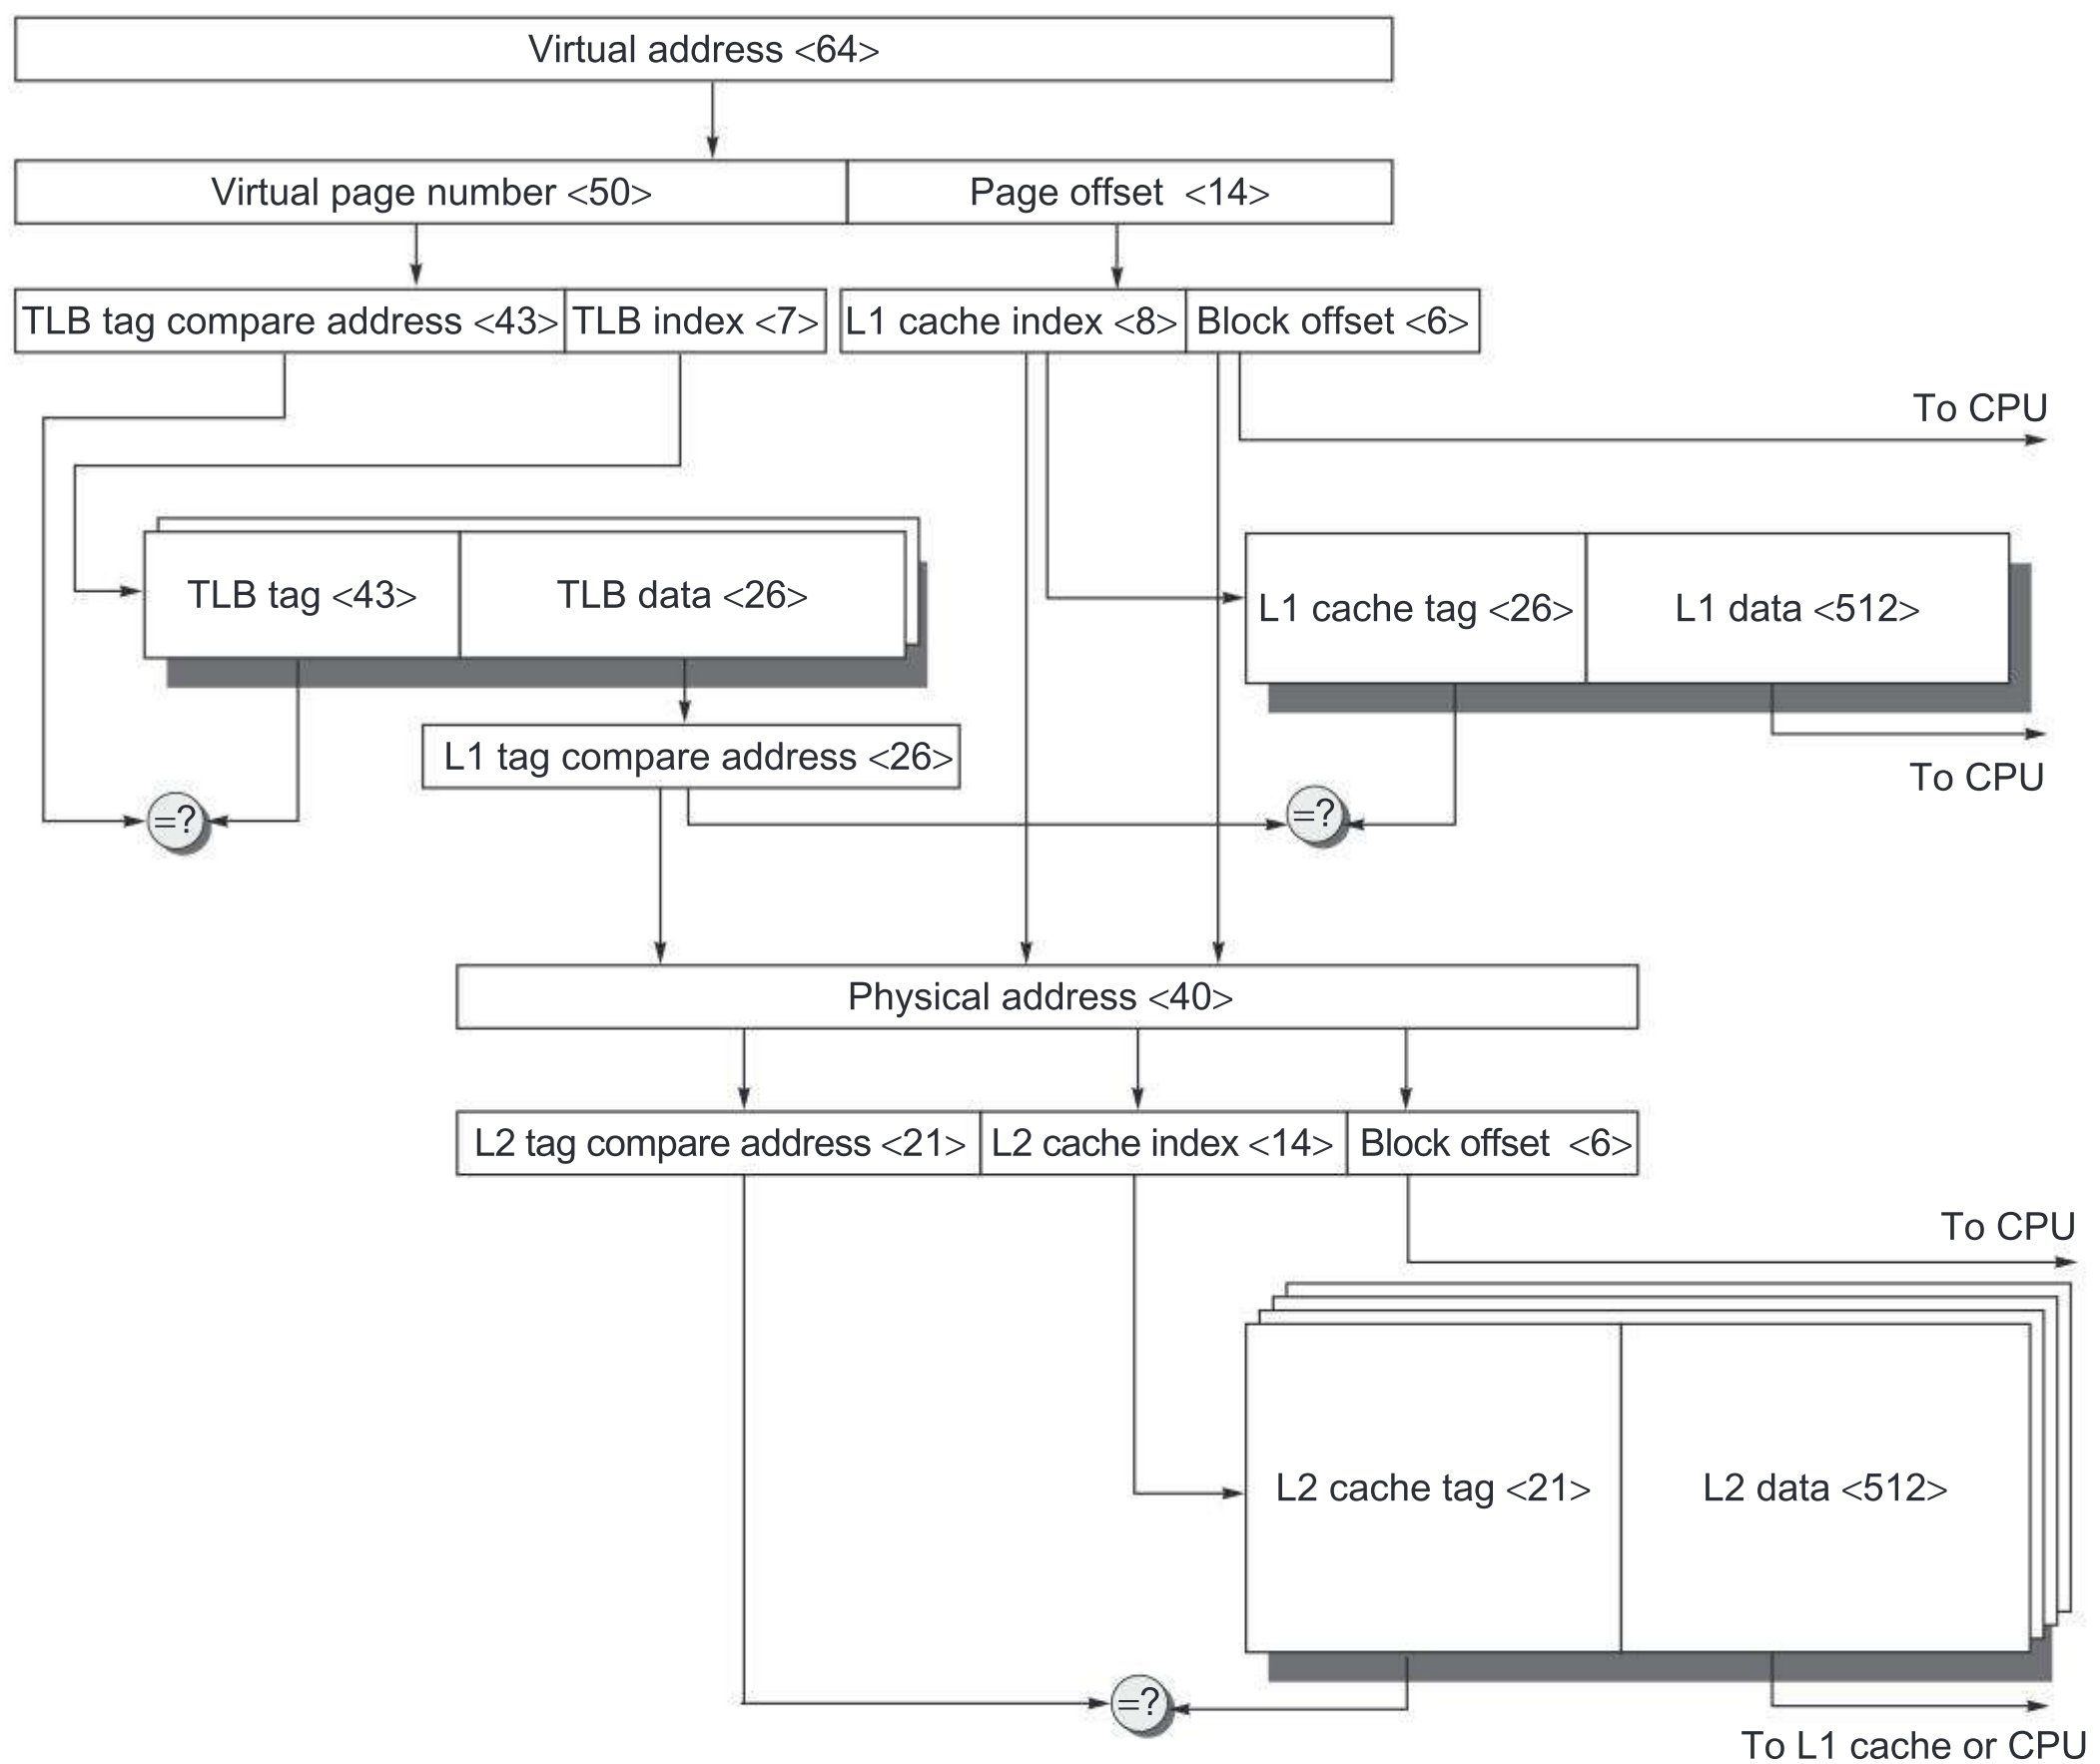 Virtual address <64>
Virtual page number <50>
Page offset <14>
TLB tag compare address <43>
TLB index <7>
L1 cache index <8>
Block offset <6>
To CPU
TLB tag <43>
TLB data <26>
L1 cache tag <26>
L1 data <512>
L1 tag compare address <26>
To CPU
=?
=?
Physical address <40>
L2 tag compare address <21>
L2 cache index <14>
Block offset <6>
To CPU
L2 cache tag <21>
L2 data <512>
=?
To L1 cache or CPU